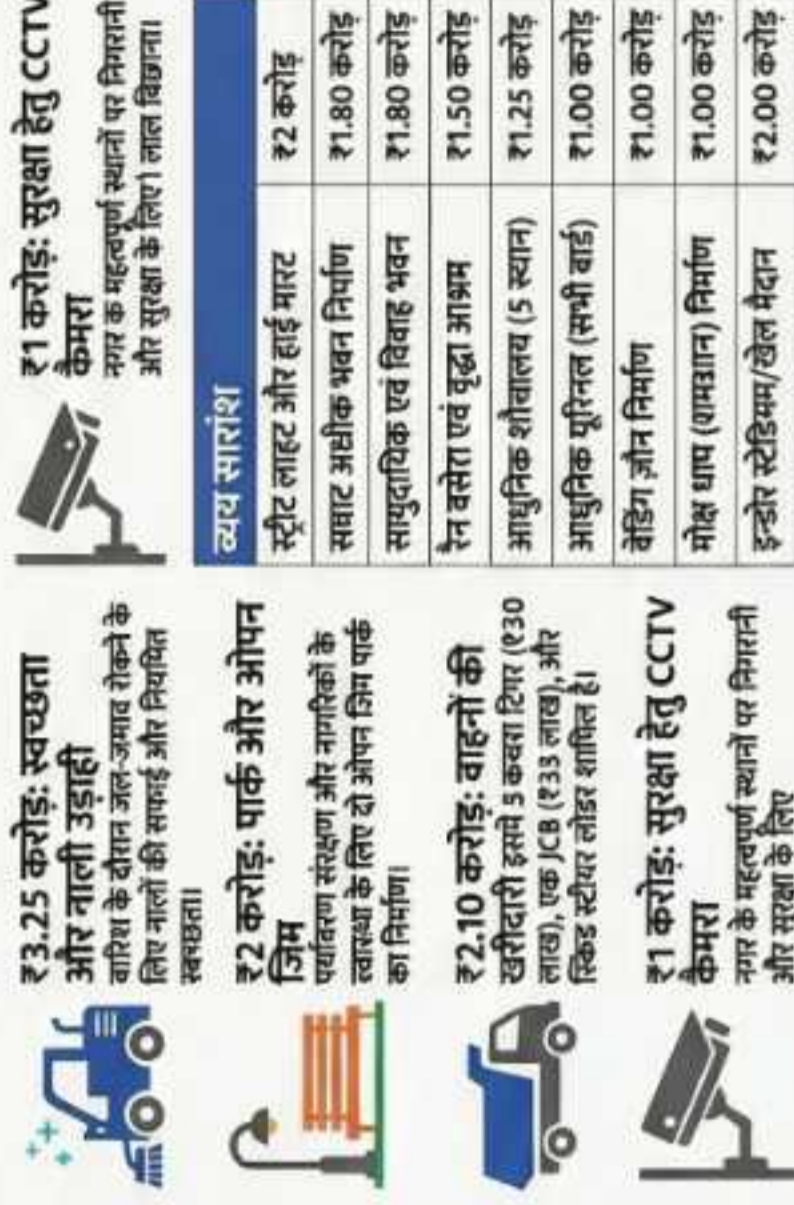 ₹3.25 करोड़: स्वच्छता
और नाली उड़ाही
वारिश के दौरान जल-जमाव रोकने के
लिए नालों की सफाई और नियमित
स्वच्छता।
₹2 करोड़: पार्क और ओपन
जिम
पर्यावरण संरक्षण और नागरिकों के
स्वास्था के लिए दो ओपन जिम पार्क
का निर्माण।
₹2.10 करोड़: वाहनों की
खरीदारी इसमें 5 कचरा टिपर (₹30
लाख), एक JCB (₹33 लाख), और
स्किड स्टीयर लोडर शामिल है।
₹1 करोड़: सुरक्षा हेतु CCTV
कैमरा
नगर के महत्वपूर्ण स्थानों पर निगरानी
और सुरक्षा के लिए
₹1 करोड़: सुरक्षा हेतु CCTV
कैमरा
नगर क महत्वपूर्ण स्थानों पर निगरानी
और सुरक्षा के लिए। लाल विछाना।
व्यय सारांश
स्ट्रीट लाहट और हाई मारट ₹2 करोड़
सम्राट अशोक भवन निर्पाण ₹1.80 करोड़
सायुदायिक एवं विवाह भवन ₹1.80 करोड़
रैन वसेरा एवं वृद्धा आश्रम ₹1.50 करोड़
आधुनिक शौचालय (5 स्थान) ₹1.25 करोड़
आधुनिक यूरिनल (सभी वार्ड) ₹1.00 करोड़
वेडिंग ज़ौन निर्माण ₹1.00 करोड़
मोक्ष धाप निर्माण ₹1.00 करोड़
इन्डोर स्टेडियम/खेल मैदान ₹2.00 करोड़